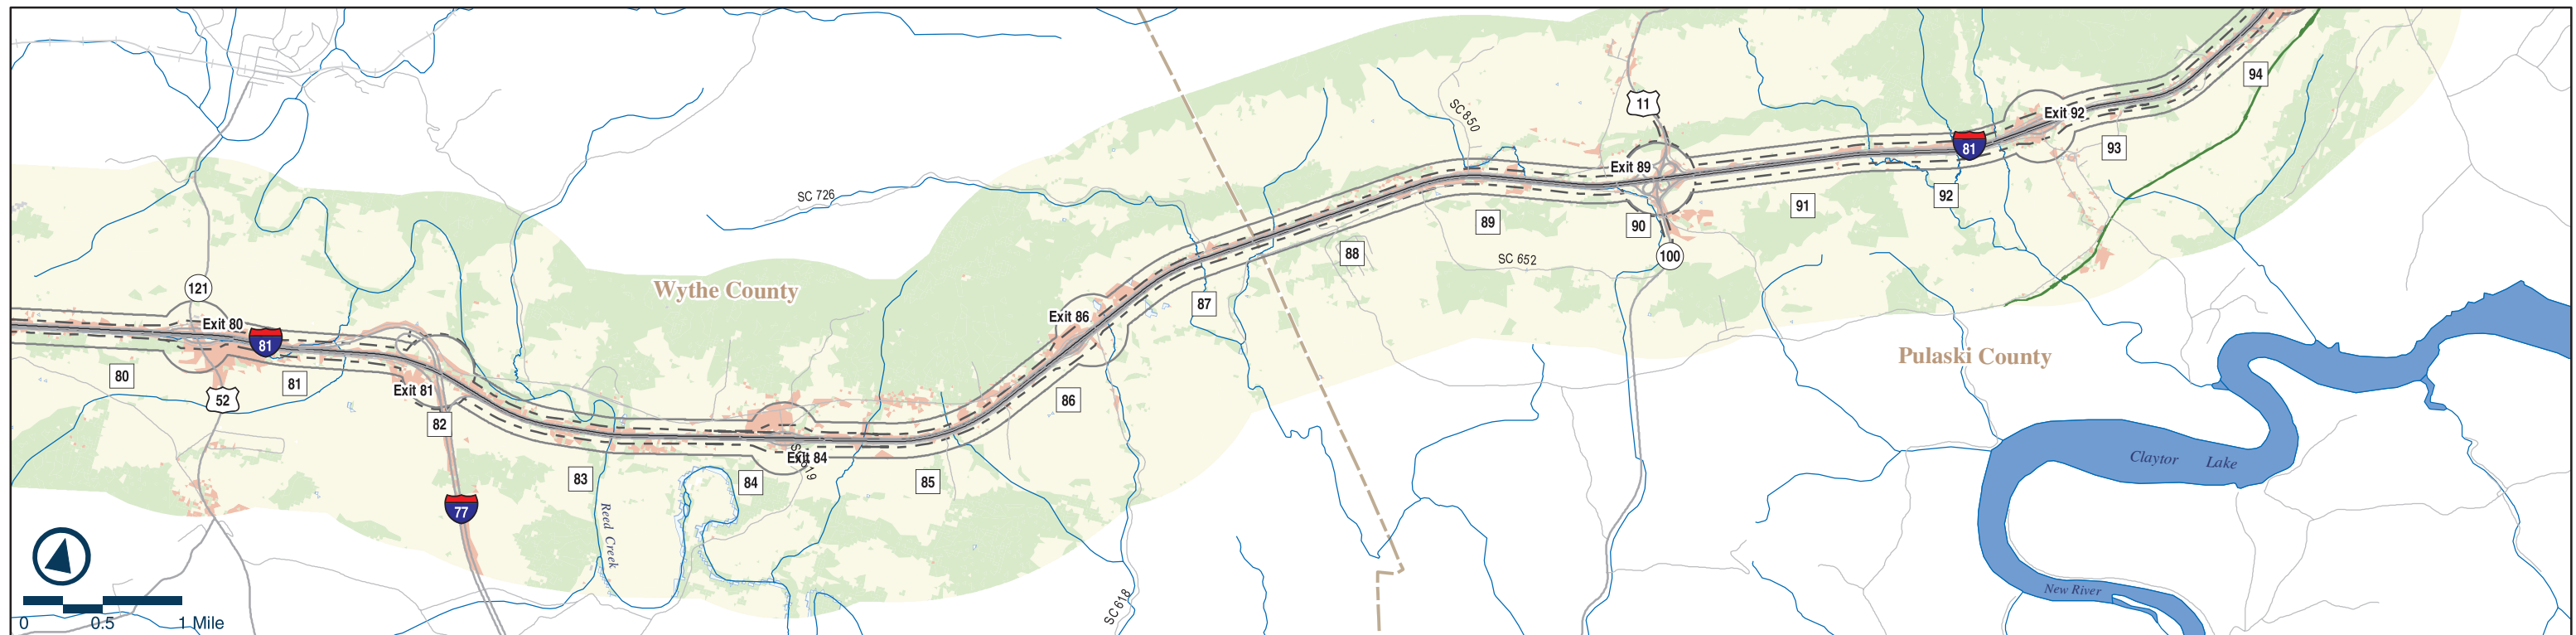 94
11
SC 850
Exit 92
81
93
Exit 89
SC 726
92
91
89
90
88
SC 652
100
121
Wythe County
87
Exit 86
Exit 80
81
Pulaski County
80
81
Exit 81
52
86
82
Exit 84
Claytor Lake
83
84
85
77
Reed Creek
New River
SC 618
0 0.5 1 Mile